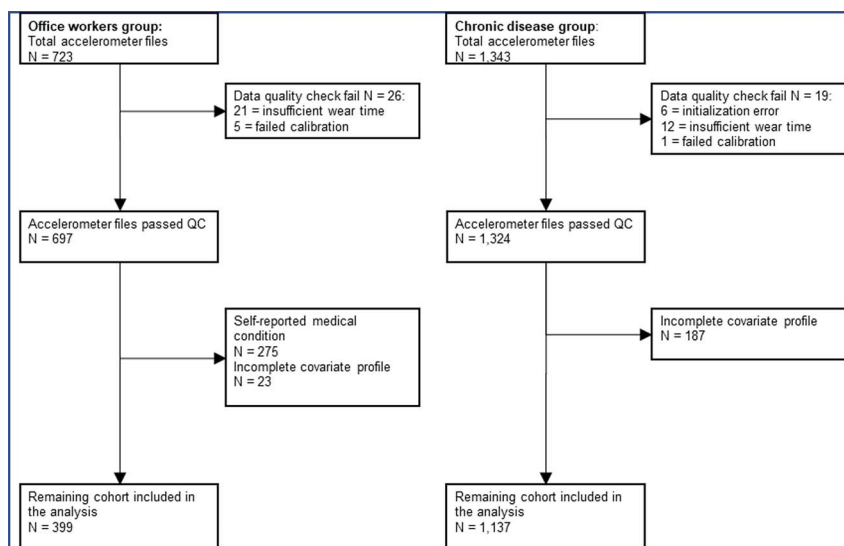 Office workers group:
Total accelerometer files
N = 723
Data quality check fail N = 26:
21 = insufficient wear time
5 = failed calibration
Accelerometer files passed QC
N = 697
Self-reported medical
condition
N = 275
Incomplete covariate profile
N = 23
Remaining cohort included in
the analysis
N = 399
Chronic disease group:
Total accelerometer files
N = 1,343
Data quality check fail N = 19:
6 = initialization error
12 = insufficient wear time
1 = failed calibration
Accelerometer files passed QC
N = 1,324
Incomplete covariate profile
N = 187
Remaining cohort included in
the analysis
N = 1,137